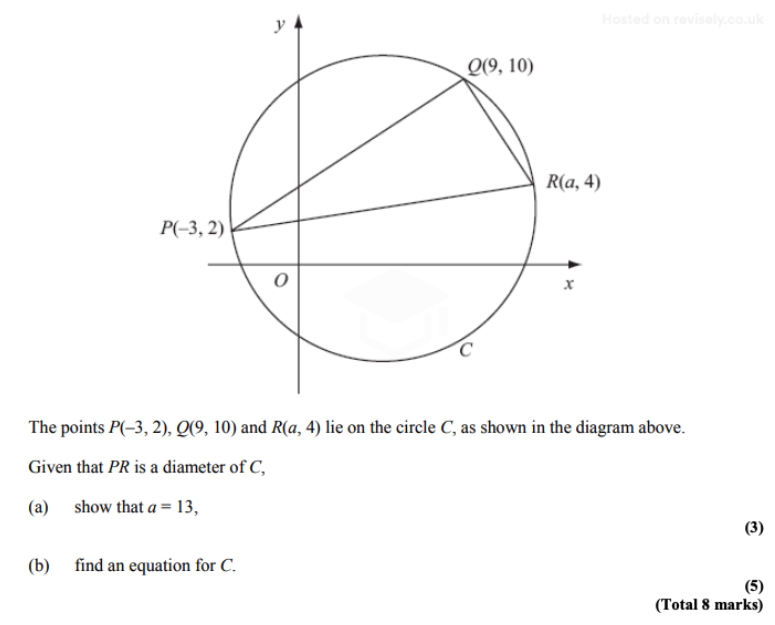 Hosted on revisely.co.uk
y
Q(9, 10)
R(a, 4)
P(–3, 2)
O
x
C
The points P(–3, 2), Q(9, 10) and R(a, 4) lie on the circle C, as shown in the diagram above.
Given that PR is a diameter of C,
(a) show that a = 13,
(3)
(b) find an equation for C.
(5)
(Total 8 marks)